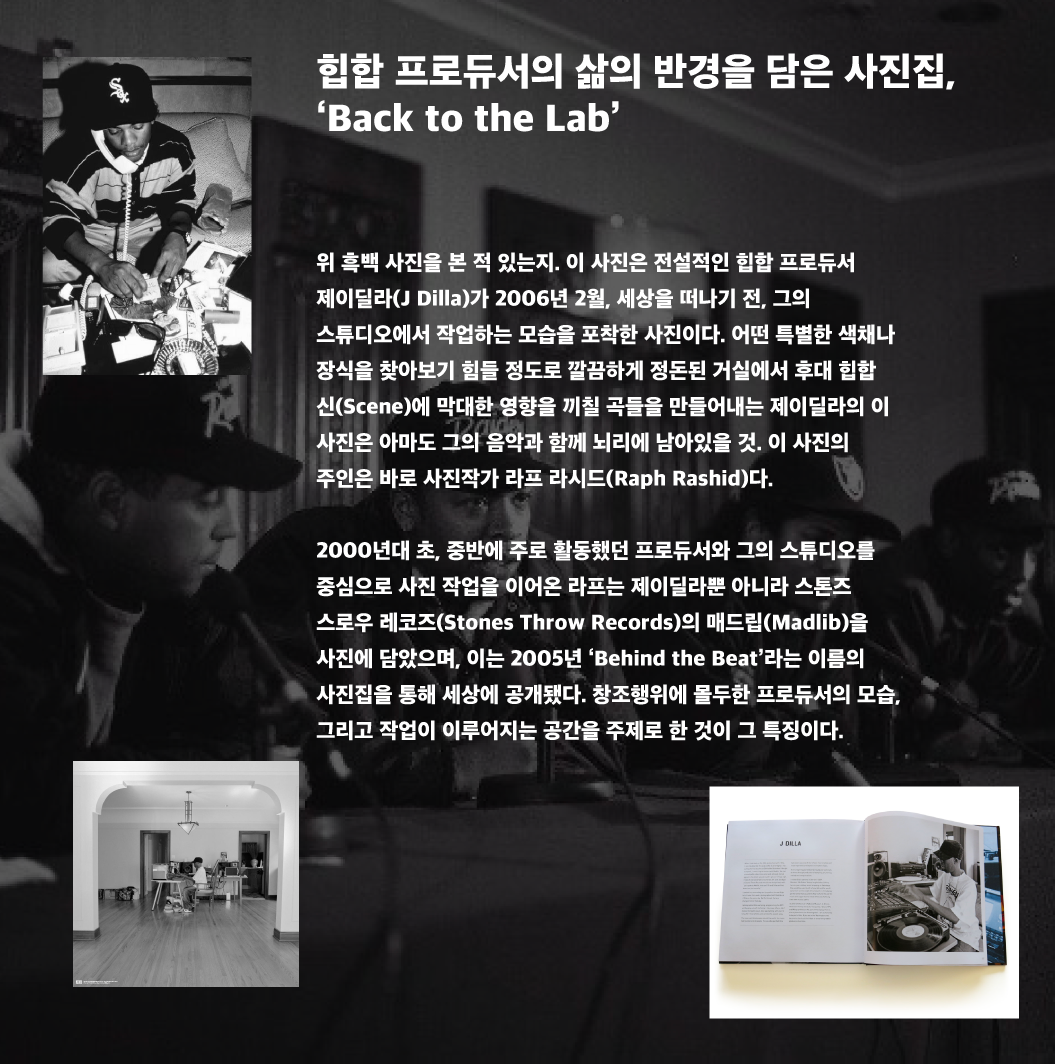 힙합 프로듀서의 삶의 반경을 담은 사진집,
‘Back to the Lab’
위 흑백 사진을 본 적 있는지. 이 사진은 전설적인 힙합 프로듀서
제이딜라(J Dilla)가 2006년 2월, 세상을 떠나기 전, 그의
스튜디오에서 작업하는 모습을 포착한 사진이다. 어떤 특별한 색채나
장식을 찾아보기 힘들 정도로 깔끔하게 정돈된 거실에서 후대 힙합
신(Scene)에 막대한 영향을 끼칠 곡들을 만들어내는 제이딜라의 이
사진은 아마도 그의 음악과 함께 뇌리에 남아있을 것. 이 사진의
주인은 바로 사진작가 라프 라시드(Raph Rashid)다.
2000년대 초, 중반에 주로 활동했던 프로듀서와 그의 스튜디오를
중심으로 사진 작업을 이어온 라프는 제이딜라뿐 아니라 스톤즈
스로우 레코즈(Stones Throw Records)의 매드립(Madlib)을
사진에 담았으며, 이는 2005년 ‘Behind the Beat’라는 이름의
사진집을 통해 세상에 공개됐다. 창조행위에 몰두한 프로듀서의 모습,
그리고 작업이 이루어지는 공간을 주제로 한 것이 그 특징이다.
J DILLA